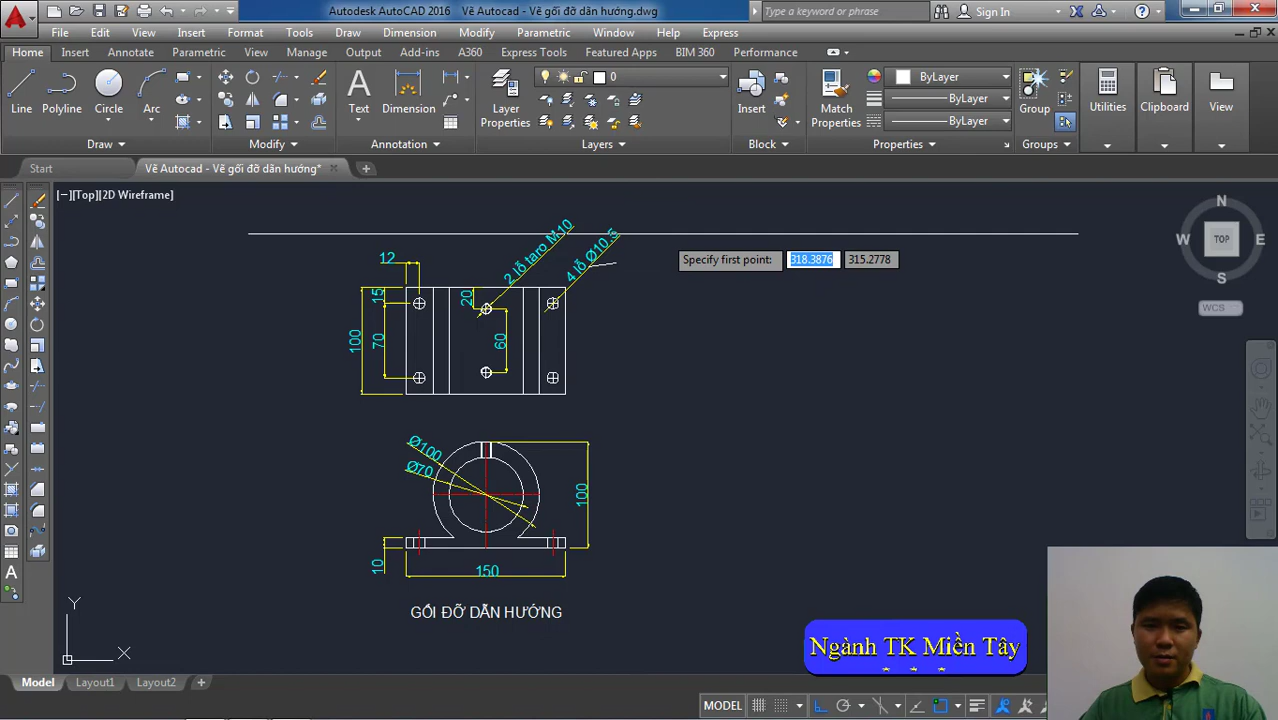 Autodesk AutoCAD 2016
Vẽ Autocad - Vẽ gối đỡ dẫn hướng.dwg
Type a keyword or phrase
Sign In
File Edit View Insert Format Tools Draw Dimension Modify Parametric Window Help Express
Home Insert Annotate Parametric View Manage Output Add-ins A360 Express Tools Featured Apps BIM 360 Performance
Line Polyline Circle Arc
Text Dimension
Layer Properties
0
Insert
Match Properties
ByLayer
ByLayer
ByLayer
Group
Utilities
Clipboard
View
Draw Modify Annotation Layers Block Properties Groups
Start
Vẽ Autocad - Vẽ gối đỡ dẫn hướng*
[−][Top][2D Wireframe]
N
W TOP E
S
WCS
2 lỗ taro M10
4 lỗ Ø10.5
Specify first point: 318.3876 315.2778
12
15
20
100
70
60
Ø100
Ø70
100
10
150
GỐI ĐỠ DẪN HƯỚNG
Y
X
Ngành TK Miền Tây
Model Layout1 Layout2
MODEL